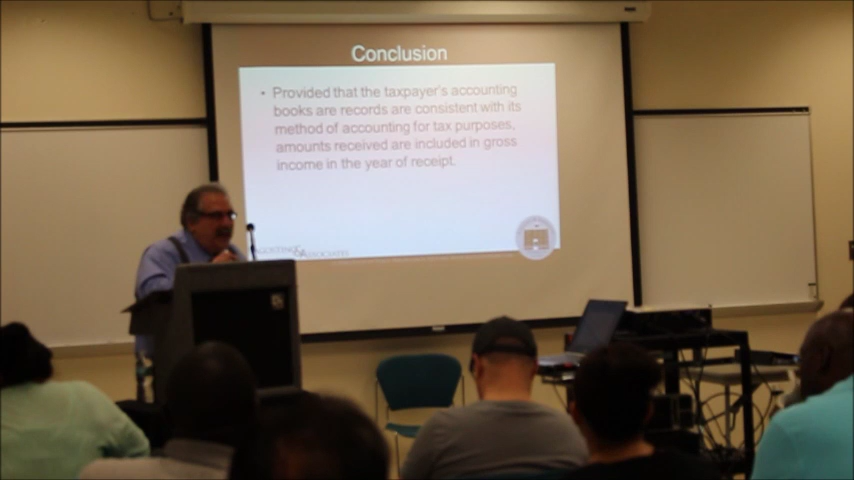 Conclusion
• Provided that the taxpayer's accounting
books are records are consistent with its
method of accounting for tax purposes,
amounts received are included in gross
income in the year of receipt.
& ASSOCIATES